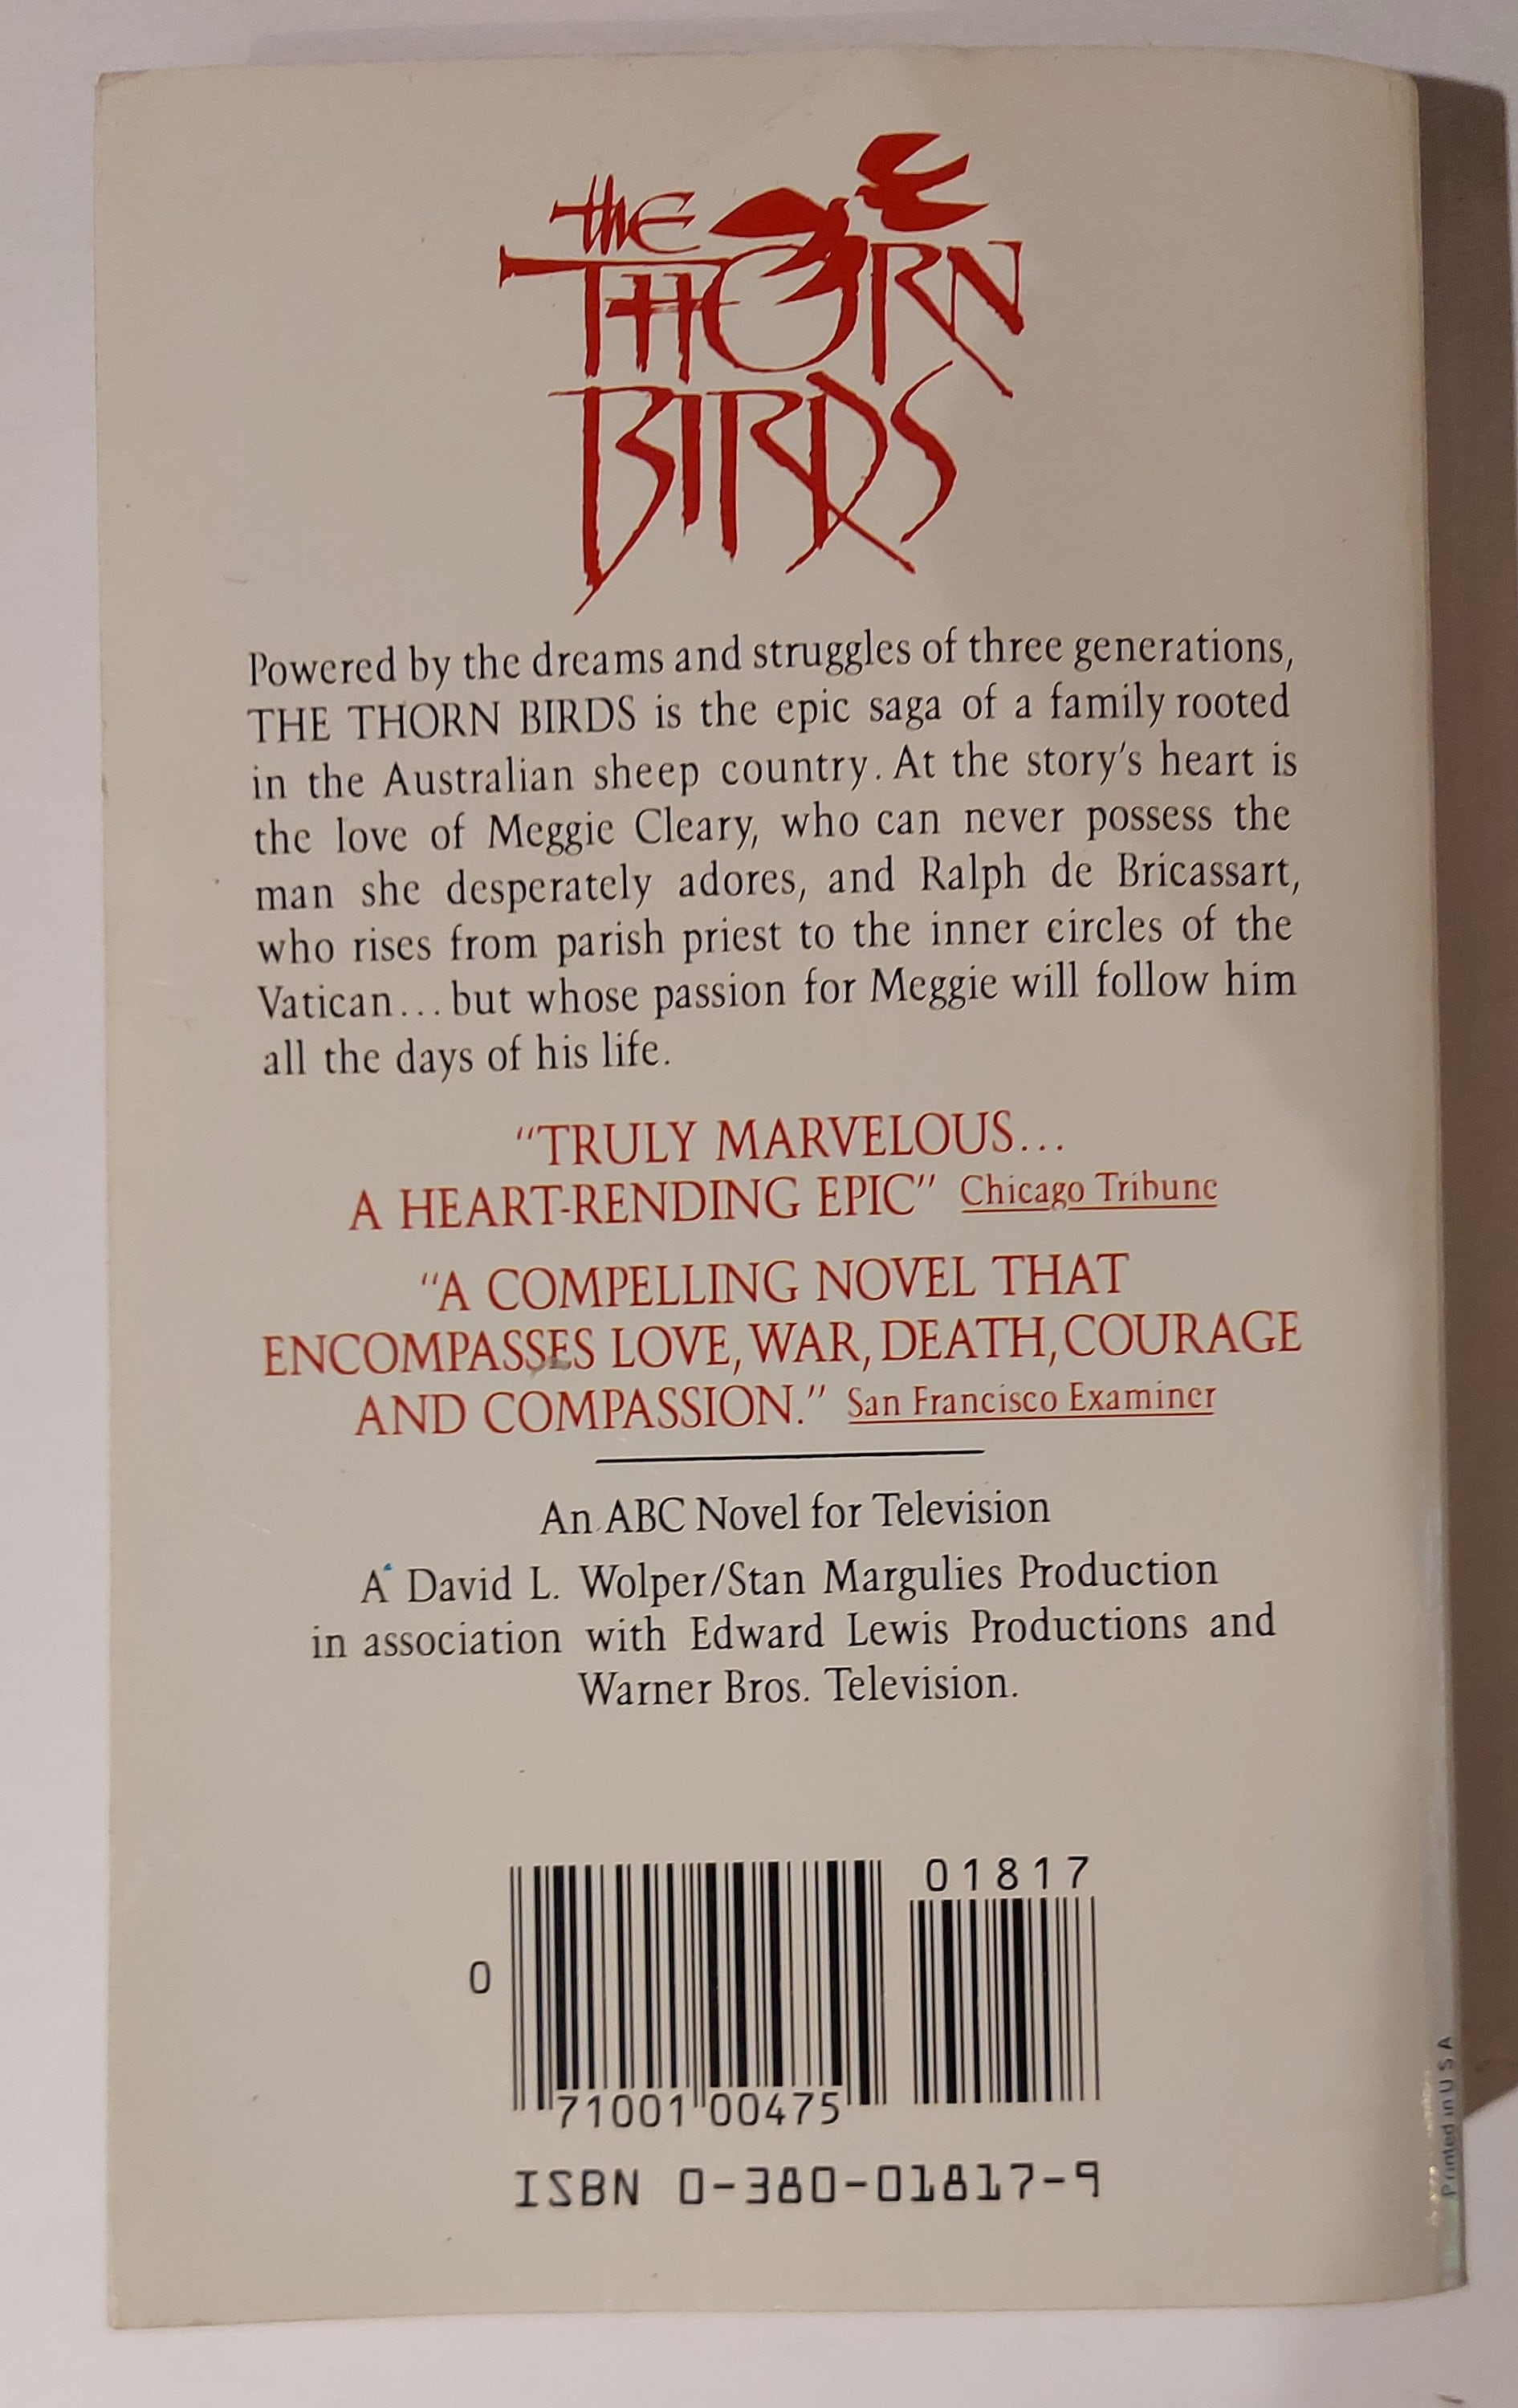 the
THORN
BIRDS
Powered by the dreams and struggles of three generations,
THE THORN BIRDS is the epic saga of a family rooted
in the Australian sheep country. At the story's heart is
the love of Meggie Cleary, who can never possess the
man she desperately adores, and Ralph de Bricassart,
who rises from parish priest to the inner circles of the
Vatican... but whose passion for Meggie will follow him
all the days of his life.
"TRULY MARVELOUS...
A HEART-RENDING EPIC" Chicago Tribune
"A COMPELLING NOVEL THAT
ENCOMPASSES LOVE, WAR, DEATH, COURAGE
AND COMPASSION." San Francisco Examiner
An ABC Novel for Television
A David L. Wolper/Stan Margulies Production
in association with Edward Lewis Productions and
Warner Bros. Television.
01817
0
71001 00475
ISBN 0-380-01817-9
Printed in USA